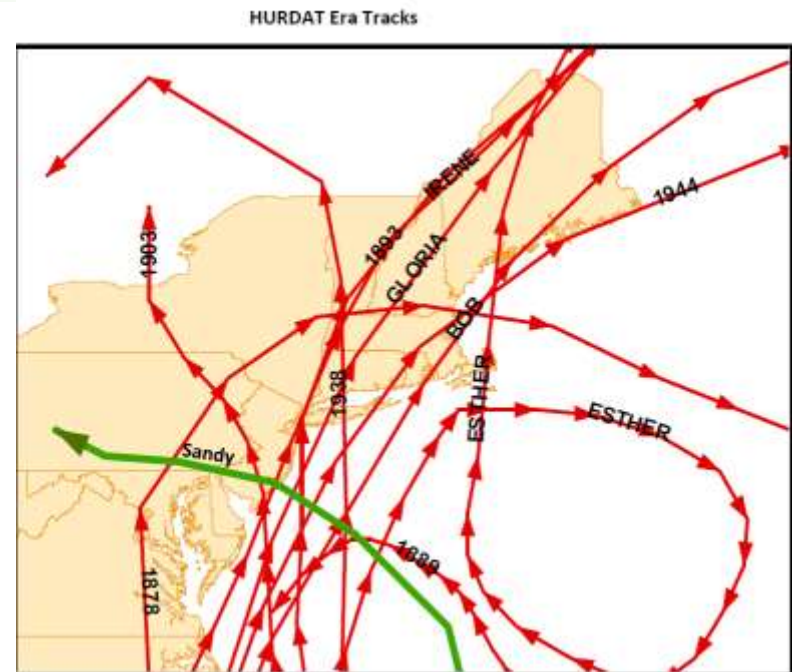 HURDAT Era Tracks
IRENE
1944
1903
1893
GLORIA
BOB
ESTHER
1938
ESTHER
Sandy
1889
1878